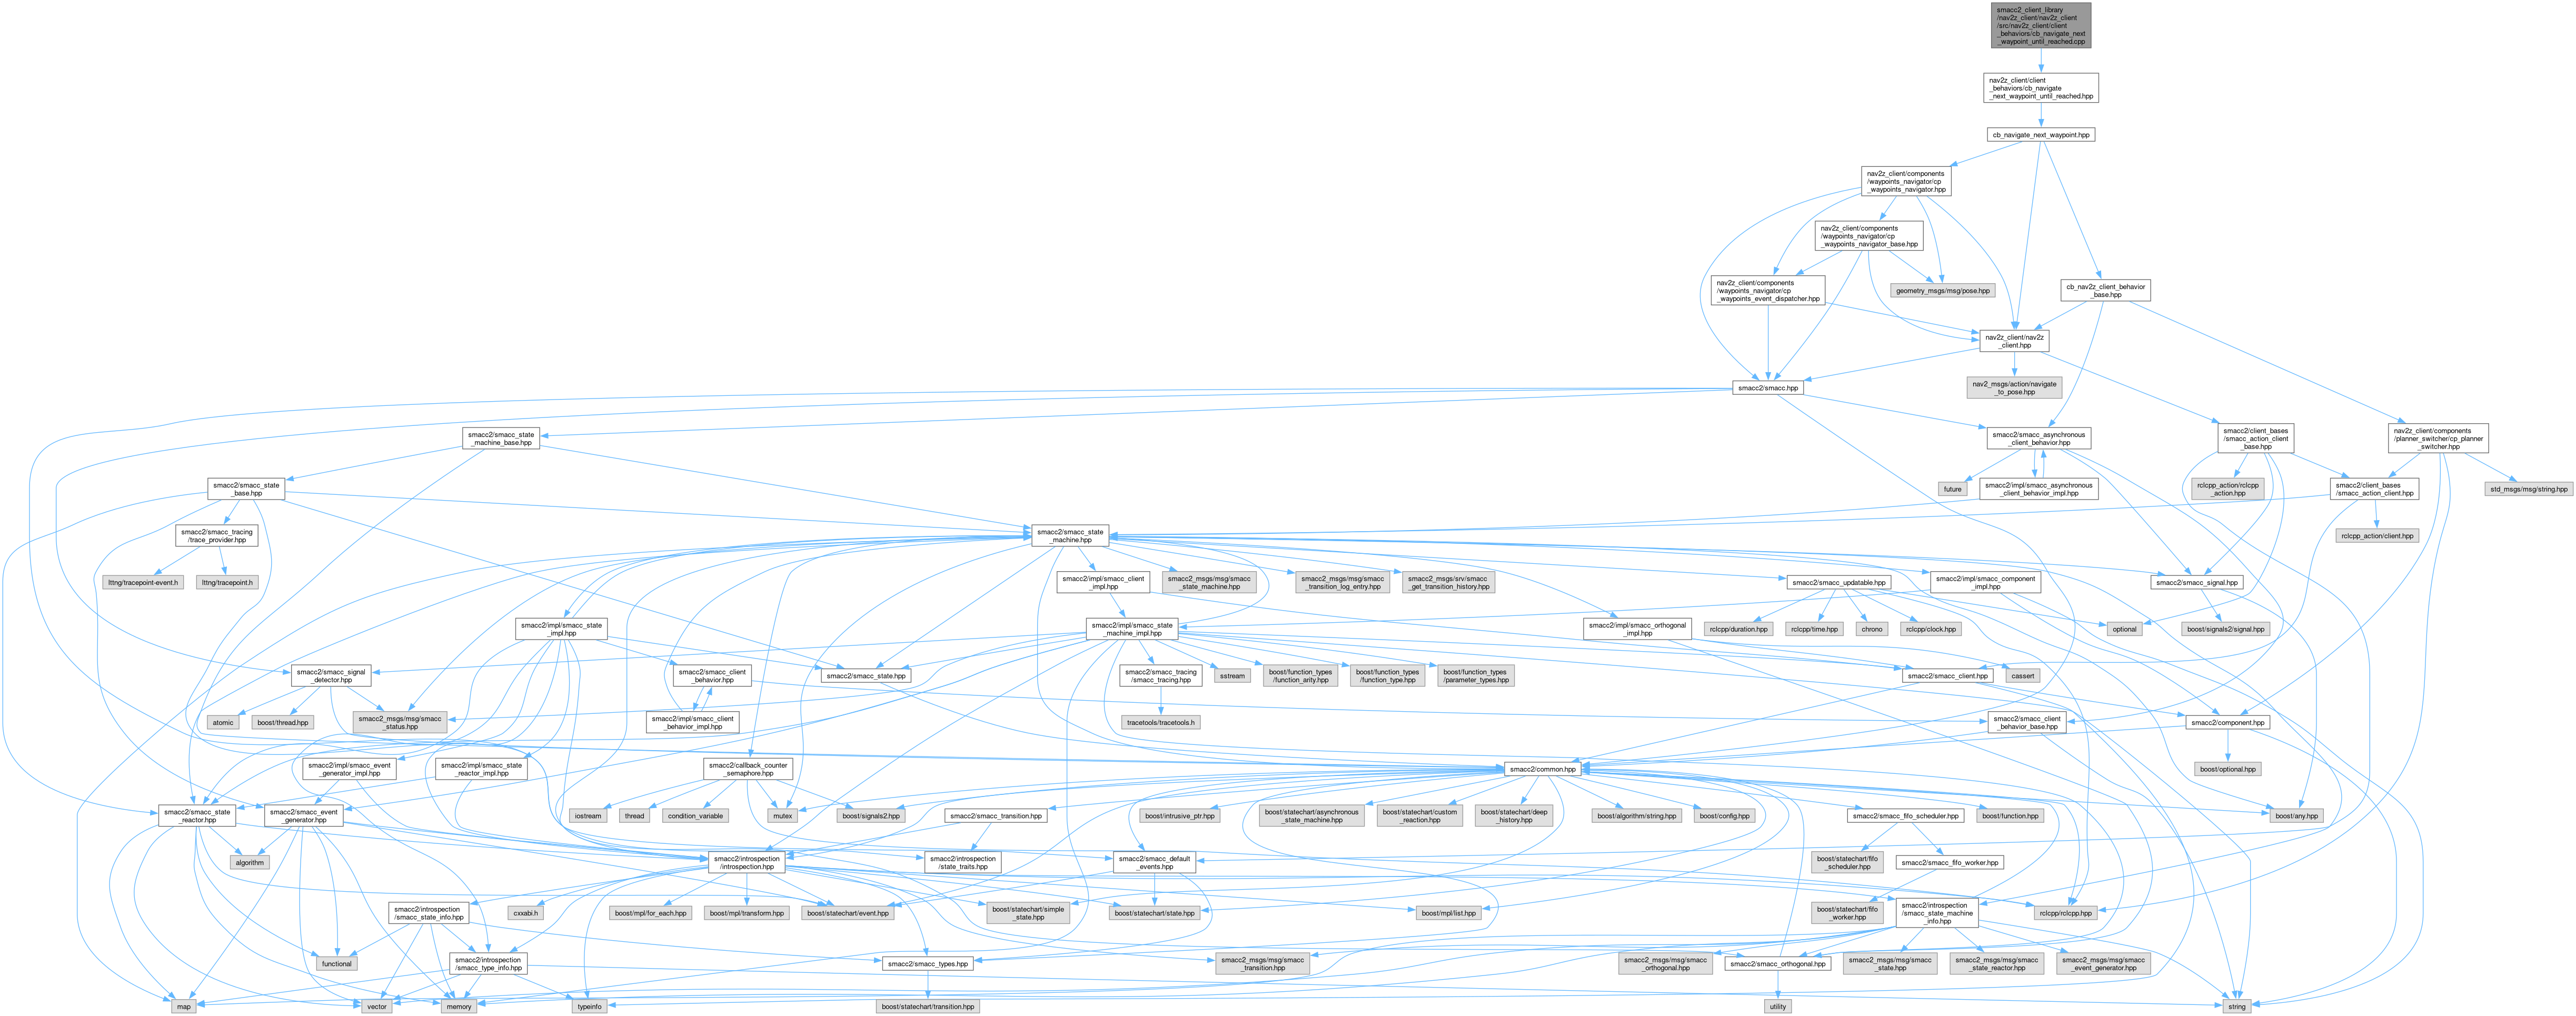 smacc2_client_library
/nav2z_client/nav2z_client
/src/nav2z_client/client
_behaviors/cb_navigate_next
_waypoint_until_reached.cpp
nav2z_client/client
_behaviors/cb_navigate
_next_waypoint_until_reached.hpp
cb_navigate_next_waypoint.hpp
nav2z_client/components
/waypoints_navigator/cp
_waypoints_navigator.hpp
nav2z_client/components
/waypoints_navigator/cp
_waypoints_navigator_base.hpp
nav2z_client/components
/waypoints_navigator/cp
_waypoints_event_dispatcher.hpp
geometry_msgs/msg/pose.hpp
cb_nav2z_client_behavior
_base.hpp
nav2z_client/nav2z
_client.hpp
smacc2/smacc.hpp
nav2_msgs/action/navigate
_to_pose.hpp
smacc2/smacc_state
_machine_base.hpp
smacc2/smacc_asynchronous
_client_behavior.hpp
smacc2/client_bases
/smacc_action_client
_base.hpp
nav2z_client/components
/planner_switcher/cp_planner
_switcher.hpp
smacc2/smacc_state
_base.hpp
future
smacc2/impl/smacc_asynchronous
_client_behavior_impl.hpp
rclcpp_action/rclcpp
_action.hpp
smacc2/client_bases
/smacc_action_client.hpp
std_msgs/msg/string.hpp
smacc2/smacc_tracing
/trace_provider.hpp
smacc2/smacc_state
_machine.hpp
rclcpp_action/client.hpp
lttng/tracepoint-event.h
lttng/tracepoint.h
smacc2/impl/smacc_client
_impl.hpp
smacc2_msgs/msg/smacc
_state_machine.hpp
smacc2_msgs/msg/smacc
_transition_log_entry.hpp
smacc2_msgs/srv/smacc
_get_transition_history.hpp
smacc2/smacc_updatable.hpp
smacc2/impl/smacc_component
_impl.hpp
smacc2/smacc_signal.hpp
smacc2/impl/smacc_state
_impl.hpp
smacc2/impl/smacc_state
_machine_impl.hpp
smacc2/impl/smacc_orthogonal
_impl.hpp
rclcpp/duration.hpp
rclcpp/time.hpp
chrono
rclcpp/clock.hpp
optional
boost/signals2/signal.hpp
smacc2/smacc_signal
_detector.hpp
smacc2/smacc_client
_behavior.hpp
smacc2/smacc_state.hpp
smacc2/smacc_tracing
/smacc_tracing.hpp
sstream
boost/function_types
/function_arity.hpp
boost/function_types
/function_type.hpp
boost/function_types
/parameter_types.hpp
smacc2/smacc_client.hpp
cassert
atomic
boost/thread.hpp
smacc2_msgs/msg/smacc
_status.hpp
smacc2/impl/smacc_client
_behavior_impl.hpp
tracetools/tracetools.h
smacc2/smacc_client
_behavior_base.hpp
smacc2/component.hpp
smacc2/impl/smacc_event
_generator_impl.hpp
smacc2/impl/smacc_state
_reactor_impl.hpp
smacc2/callback_counter
_semaphore.hpp
smacc2/common.hpp
boost/optional.hpp
smacc2/smacc_state
_reactor.hpp
smacc2/smacc_event
_generator.hpp
iostream
thread
condition_variable
mutex
boost/signals2.hpp
smacc2/smacc_transition.hpp
boost/intrusive_ptr.hpp
boost/statechart/asynchronous
_state_machine.hpp
boost/statechart/custom
_reaction.hpp
boost/statechart/deep
_history.hpp
boost/algorithm/string.hpp
boost/config.hpp
smacc2/smacc_fifo_scheduler.hpp
boost/function.hpp
boost/any.hpp
algorithm
smacc2/introspection
/introspection.hpp
smacc2/introspection
/state_traits.hpp
smacc2/smacc_default
_events.hpp
boost/statechart/fifo
_scheduler.hpp
smacc2/smacc_fifo_worker.hpp
smacc2/introspection
/smacc_state_info.hpp
cxxabi.h
boost/mpl/for_each.hpp
boost/mpl/transform.hpp
boost/statechart/event.hpp
boost/statechart/simple
_state.hpp
boost/statechart/state.hpp
boost/mpl/list.hpp
boost/statechart/fifo
_worker.hpp
smacc2/introspection
/smacc_state_machine
_info.hpp
rclcpp/rclcpp.hpp
functional
smacc2/introspection
/smacc_type_info.hpp
smacc2/smacc_types.hpp
smacc2_msgs/msg/smacc
_transition.hpp
smacc2_msgs/msg/smacc
_orthogonal.hpp
smacc2/smacc_orthogonal.hpp
smacc2_msgs/msg/smacc
_state.hpp
smacc2_msgs/msg/smacc
_state_reactor.hpp
smacc2_msgs/msg/smacc
_event_generator.hpp
map
vector
memory
typeinfo
boost/statechart/transition.hpp
utility
string